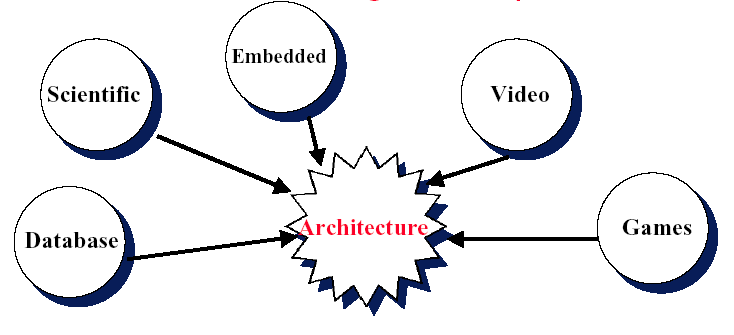 Embedded
Scientific
Video
Architecture
Games
Database